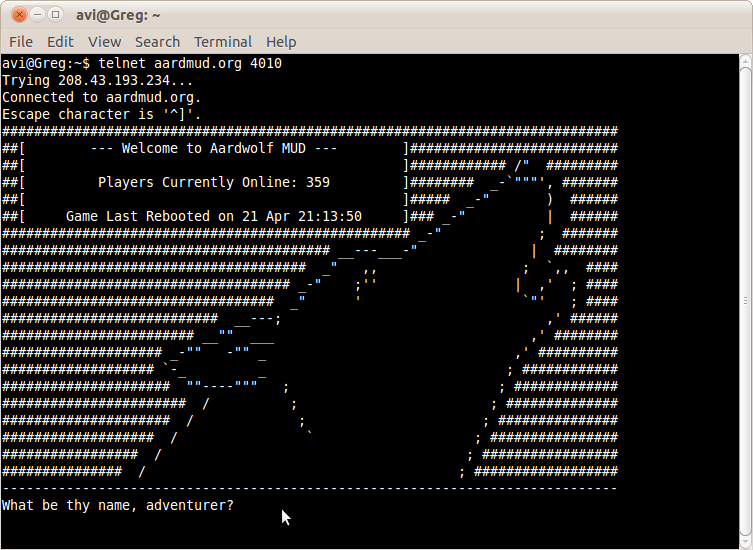 avi@Greg: ~
File Edit View Search Terminal Help
avi@Greg:~$ telnet aardmud.org 4010
Trying 208.43.193.234...
Connected to aardmud.org.
Escape character is '^]'.
--- Welcome to Aardwolf MUD ---
Players Currently Online: 359
Game Last Rebooted on 21 Apr 21:13:50
What be thy name, adventurer?